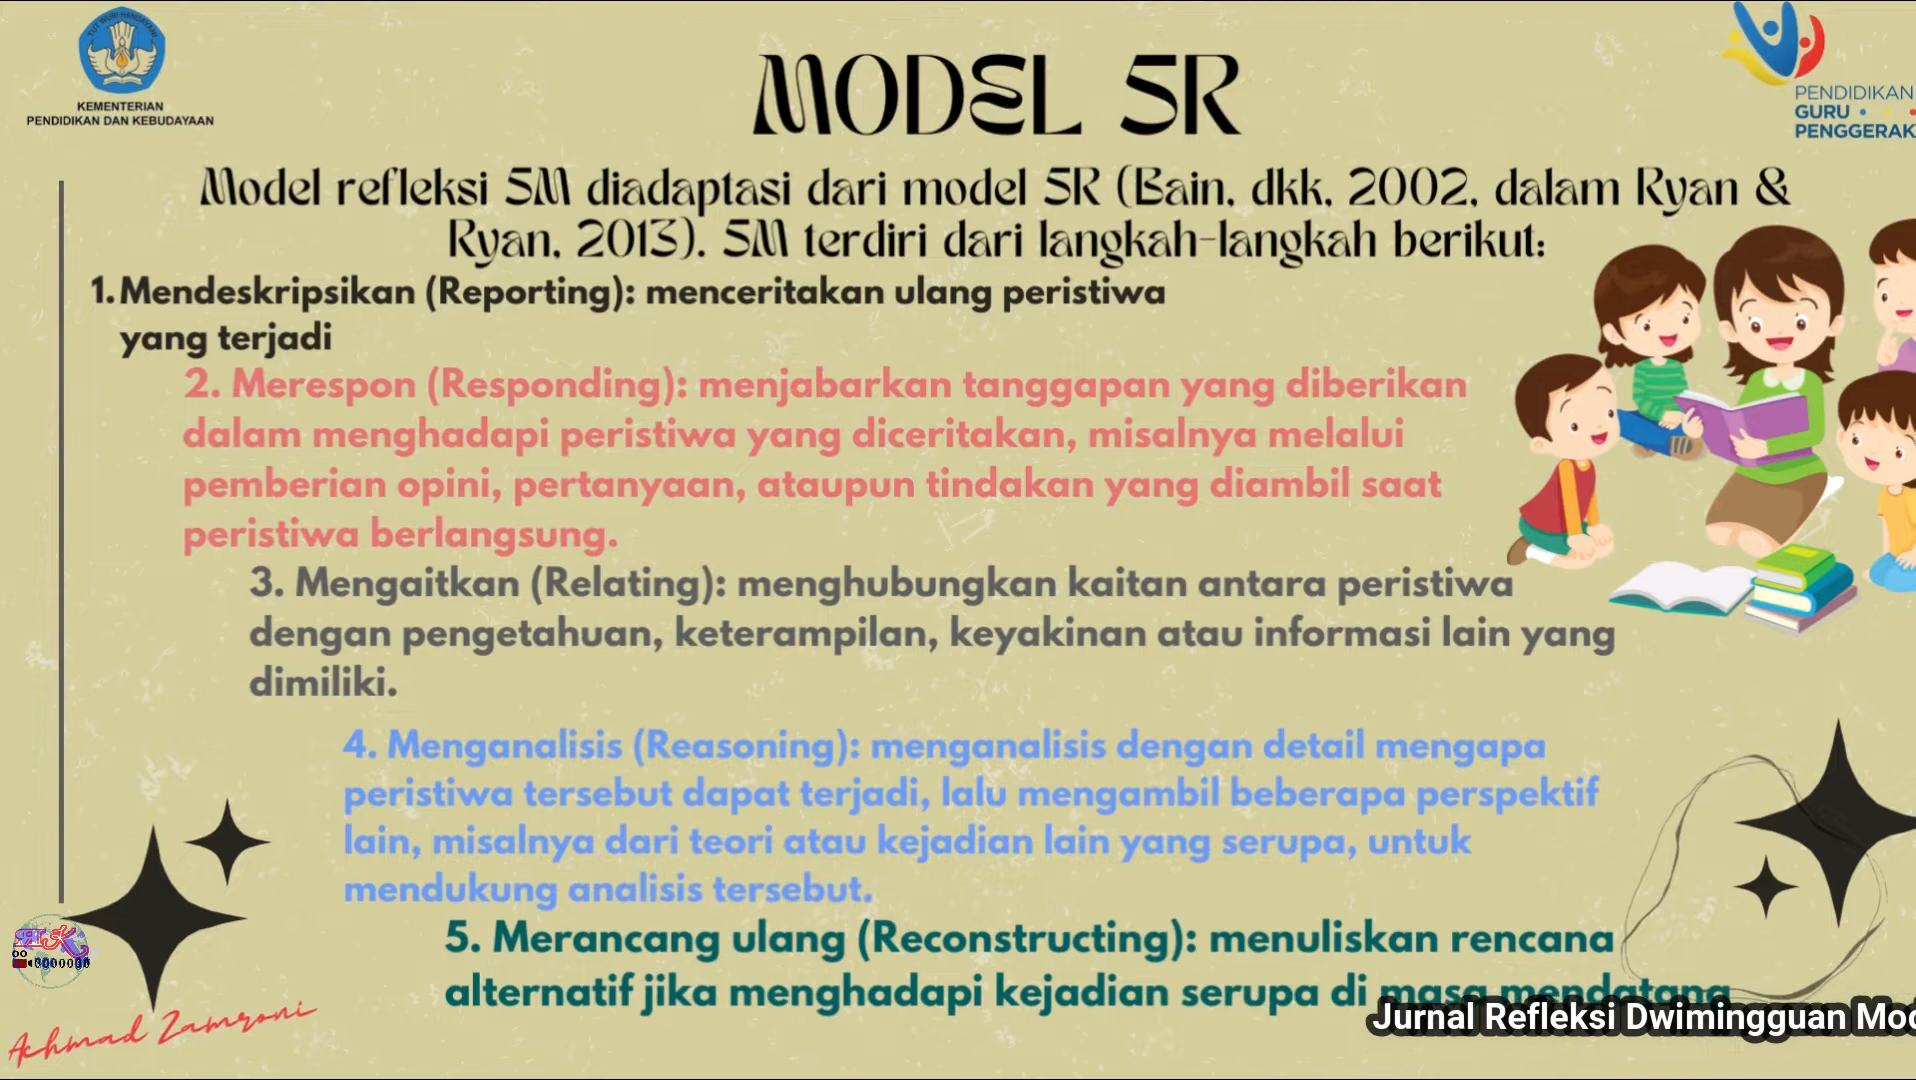 TUT WURI HANDAYANI
KEMENTERIAN
PENDIDIKAN DAN KEBUDAYAAN
PENDIDIKAN
GURU
PENGGERAK
MODEL 5R
Model refleksi 5M diadaptasi dari model 5R (Bain, dkk, 2002, dalam Ryan &
Ryan, 2013). 5M terdiri dari langkah-langkah berikut:
1. Mendeskripsikan (Reporting): menceritakan ulang peristiwa
yang terjadi
2. Merespon (Responding): menjabarkan tanggapan yang diberikan
dalam menghadapi peristiwa yang diceritakan, misalnya melalui
pemberian opini, pertanyaan, ataupun tindakan yang diambil saat
peristiwa berlangsung.
3. Mengaitkan (Relating): menghubungkan kaitan antara peristiwa
dengan pengetahuan, keterampilan, keyakinan atau informasi lain yang
dimiliki.
4. Menganalisis (Reasoning): menganalisis dengan detail mengapa
peristiwa tersebut dapat terjadi, lalu mengambil beberapa perspektif
lain, misalnya dari teori atau kejadian lain yang serupa, untuk
mendukung analisis tersebut.
5. Merancang ulang (Reconstructing): menuliskan rencana
alternatif jika menghadapi kejadian serupa di masa mendatang
Achmad Zamroni
Jurnal Refleksi Dwimingguan